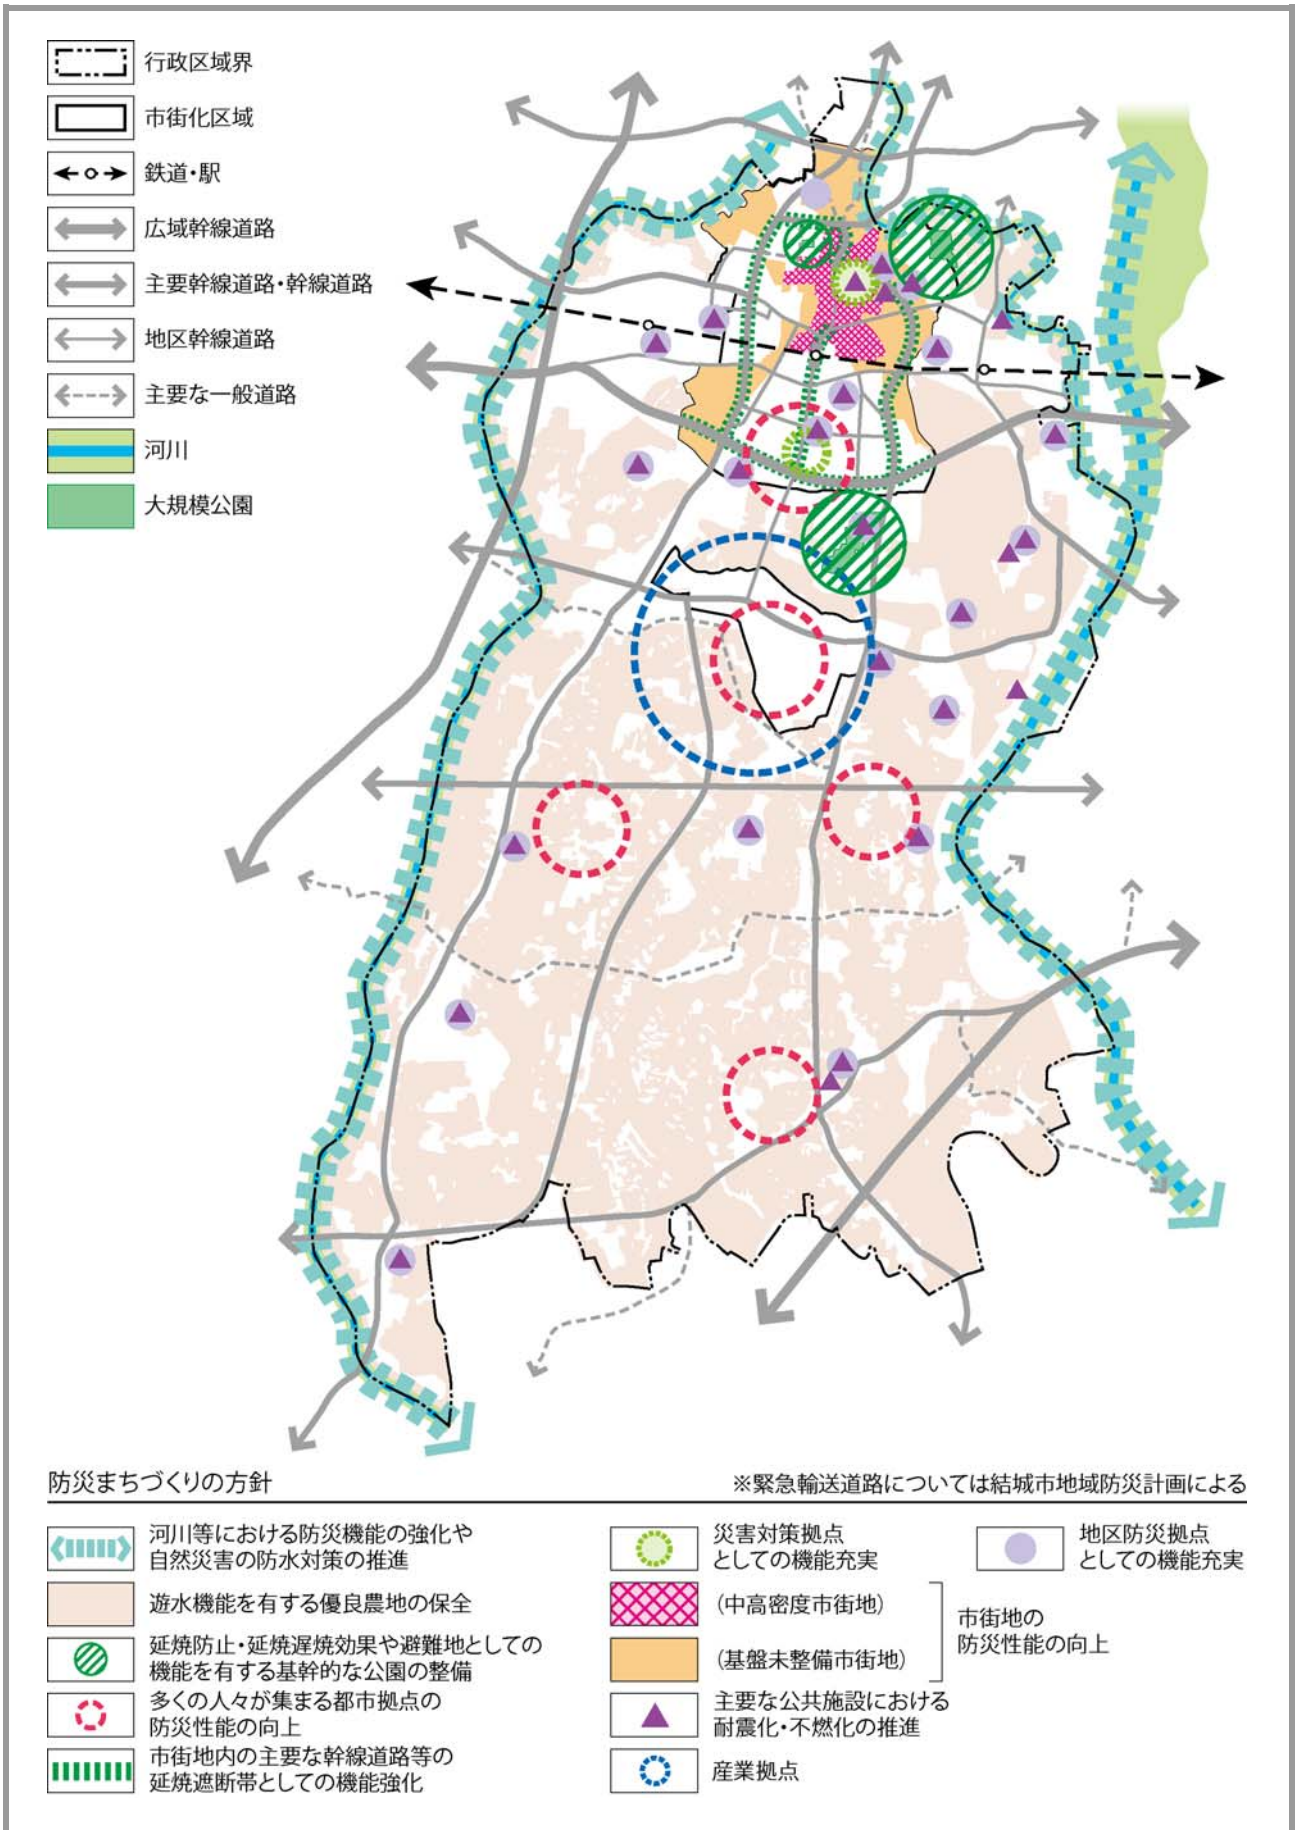 行政区域界
市街化区域
鉄道・駅
広域幹線道路
主要幹線道路・幹線道路
地区幹線道路
主要な一般道路
河川
大規模公園
防災まちづくりの方針
※緊急輸送道路については結城市地域防災計画による
河川等における防災機能の強化や
自然災害の防水対策の推進
遊水機能を有する優良農地の保全
延焼防止・延焼遅焼効果や避難地としての
機能を有する基幹的な公園の整備
多くの人々が集まる都市拠点の
防災性能の向上
市街地内の主要な幹線道路等の
延焼遮断帯としての機能強化
災害対策拠点
としての機能充実
(中高密度市街地)
(基盤未整備市街地)
市街地の
防災性能の向上
主要な公共施設における
耐震化・不燃化の推進
産業拠点
地区防災拠点
としての機能充実